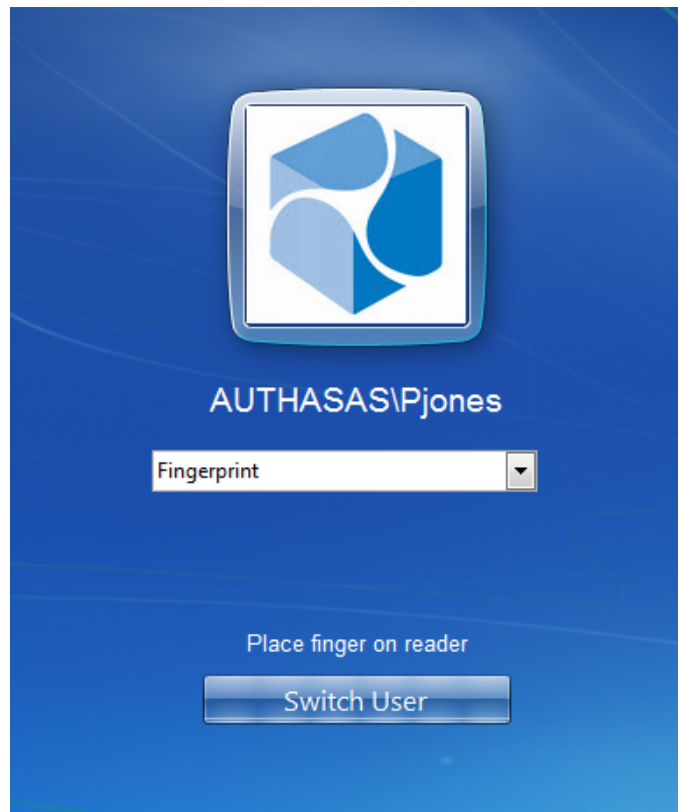 AUTHASAS\Pjones
Fingerprint
Place finger on reader
Switch User